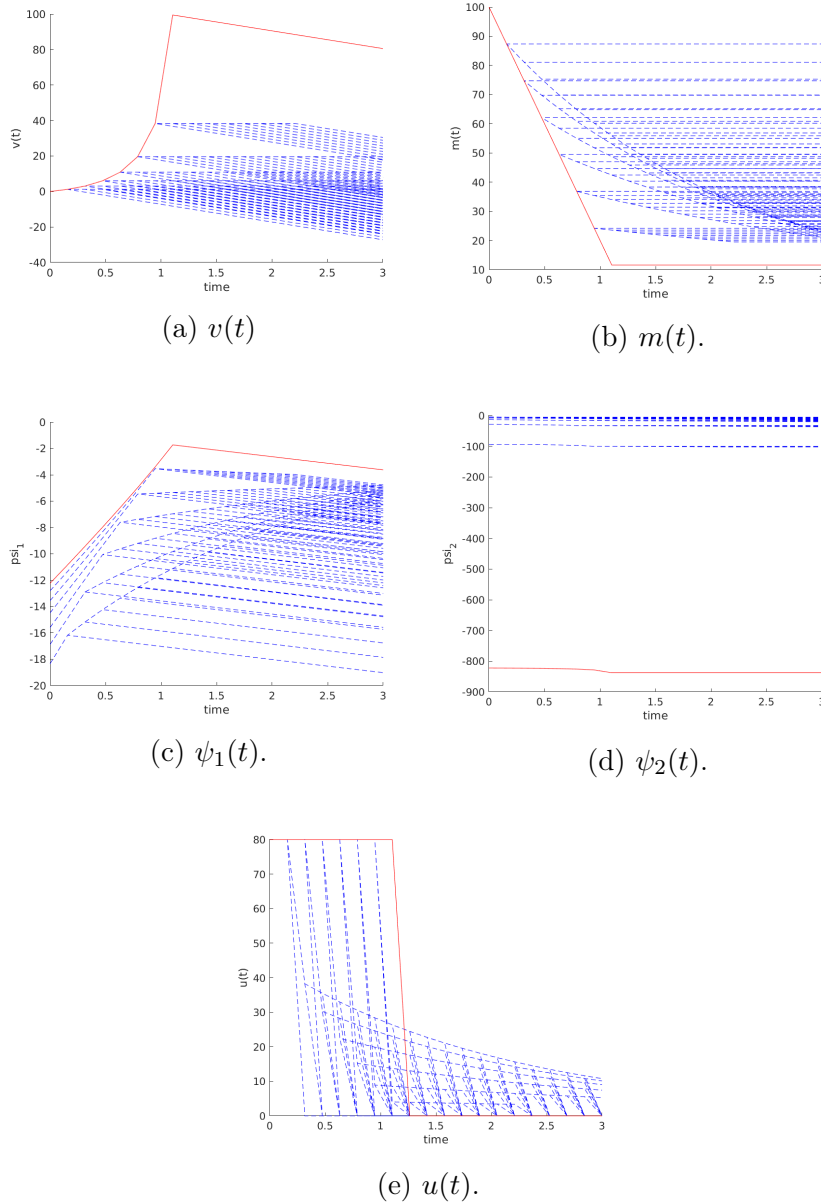 100
80
60
40
20
0
-20
-40
v(t)
0 0.5 1 1.5 2 2.5 3
time
(a) v(t)
100
90
80
70
60
50
40
30
20
10
m(t)
0 0.5 1 1.5 2 2.5 3
time
(b) m(t).
0
-2
-4
-6
-8
-10
-12
-14
-16
-18
-20
psi₁
0 0.5 1 1.5 2 2.5 3
time
(c) ψ₁(t).
0
-100
-200
-300
-400
-500
-600
-700
-800
-900
psi₂
0 0.5 1 1.5 2 2.5 3
time
(d) ψ₂(t).
80
70
60
50
40
30
20
10
0
u(t)
0 0.5 1 1.5 2 2.5 3
time
(e) u(t).